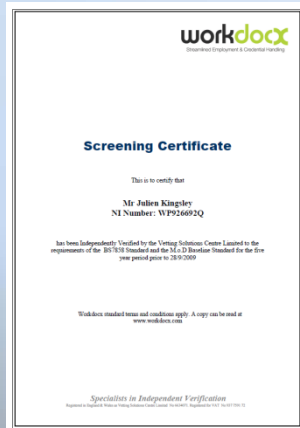 workdocx
Streamlined Employment & Credential Handling
Screening Certificate
This is to certify that
Mr Julien Kingsley
NI Number: WP926692Q
has been Independently Verified by the Vetting Solutions Centre Limited to the
requirements of the BS7858 Standard and the M.o.D Baseline Standard for the five
year period prior to 28/9/2009
Workdocx standard terms and conditions apply. A copy can be read at
www.workdocx.com
Specialists in Independent Verification